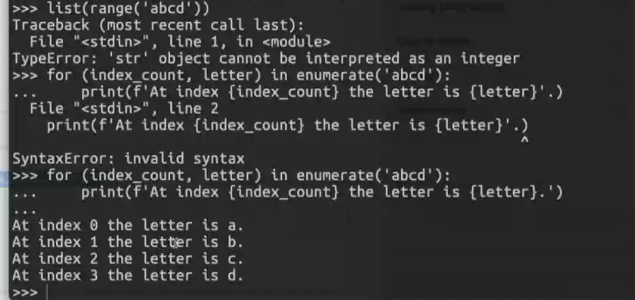 >>> list(range('abcd'))
Traceback (most recent call last):
  File "<stdin>", line 1, in <module>
TypeError: 'str' object cannot be interpreted as an integer
>>> for (index_count, letter) in enumerate('abcd'):
...     print(f'At index {index_count} the letter is {letter}'.)
  File "<stdin>", line 2
    print(f'At index {index_count} the letter is {letter}'.)
                                                           ^
SyntaxError: invalid syntax
>>> for (index_count, letter) in enumerate('abcd'):
...     print(f'At index {index_count} the letter is {letter}.')
...
At index 0 the letter is a.
At index 1 the letter is b.
At index 2 the letter is c.
At index 3 the letter is d.
>>>